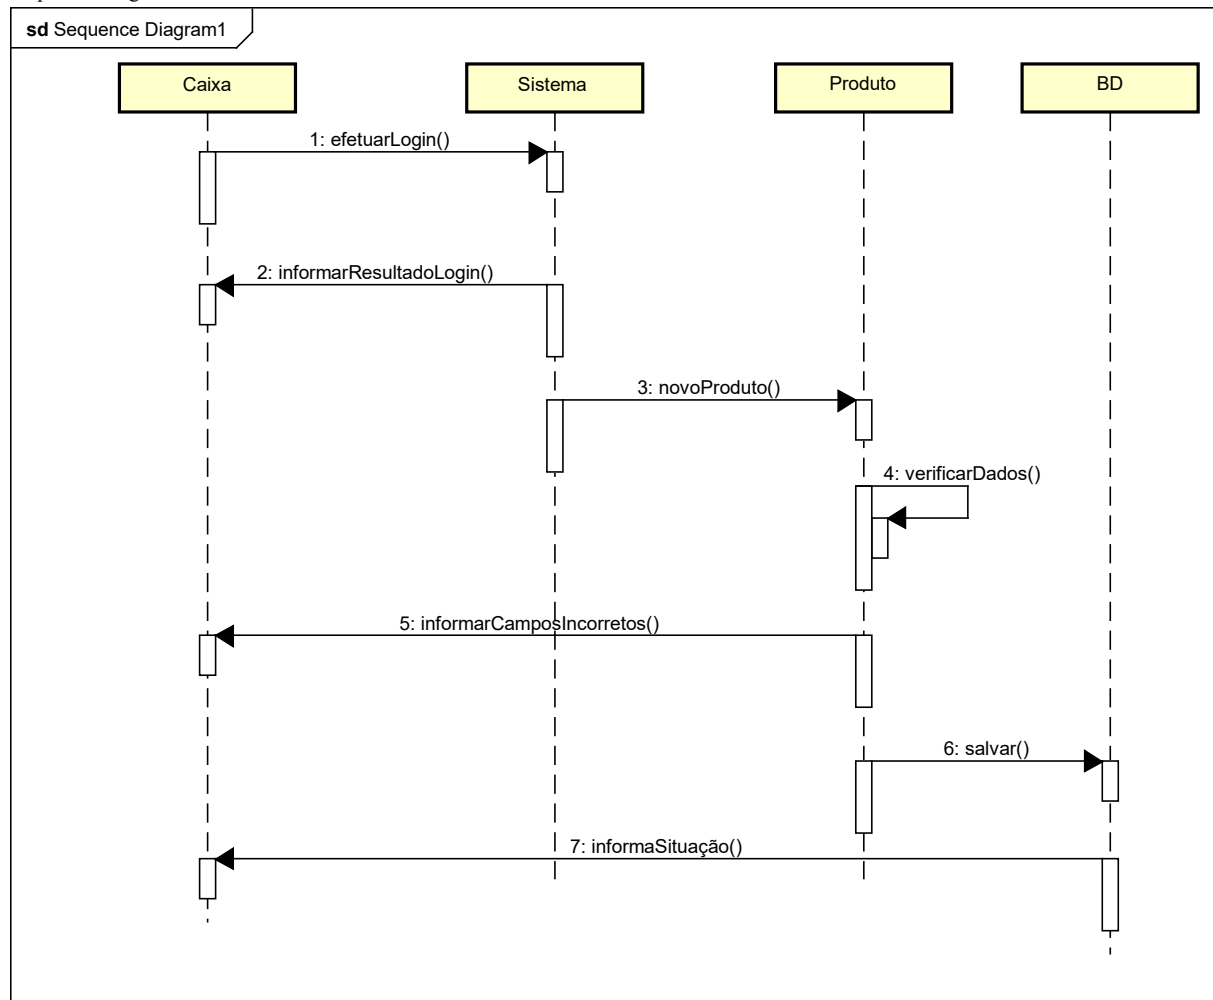 sd Sequence Diagram1
Caixa
Sistema
Produto
BD
1: efetuarLogin()
2: informarResultadoLogin()
3: novoProduto()
4: verificarDados()
5: informarCamposIncorretos()
6: salvar()
7: informaSituação()